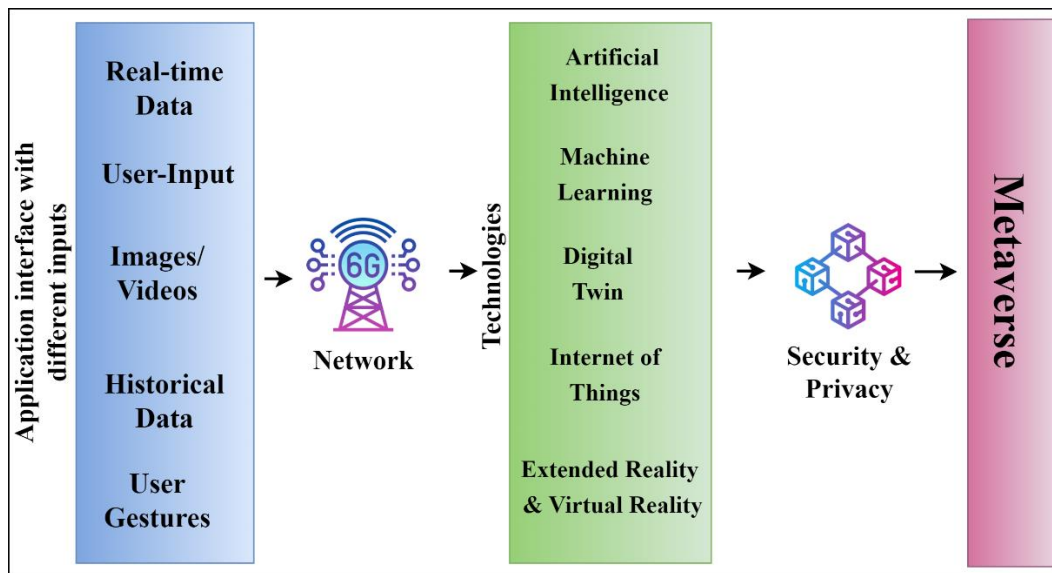 Application interface with
different inputs
Real-time
Data
User-Input
Images/
Videos
Historical
Data
User
Gestures
6G
Network
Technologies
Artificial
Intelligence
Machine
Learning
Digital
Twin
Internet of
Things
Extended Reality
& Virtual Reality
Security &
Privacy
Metaverse